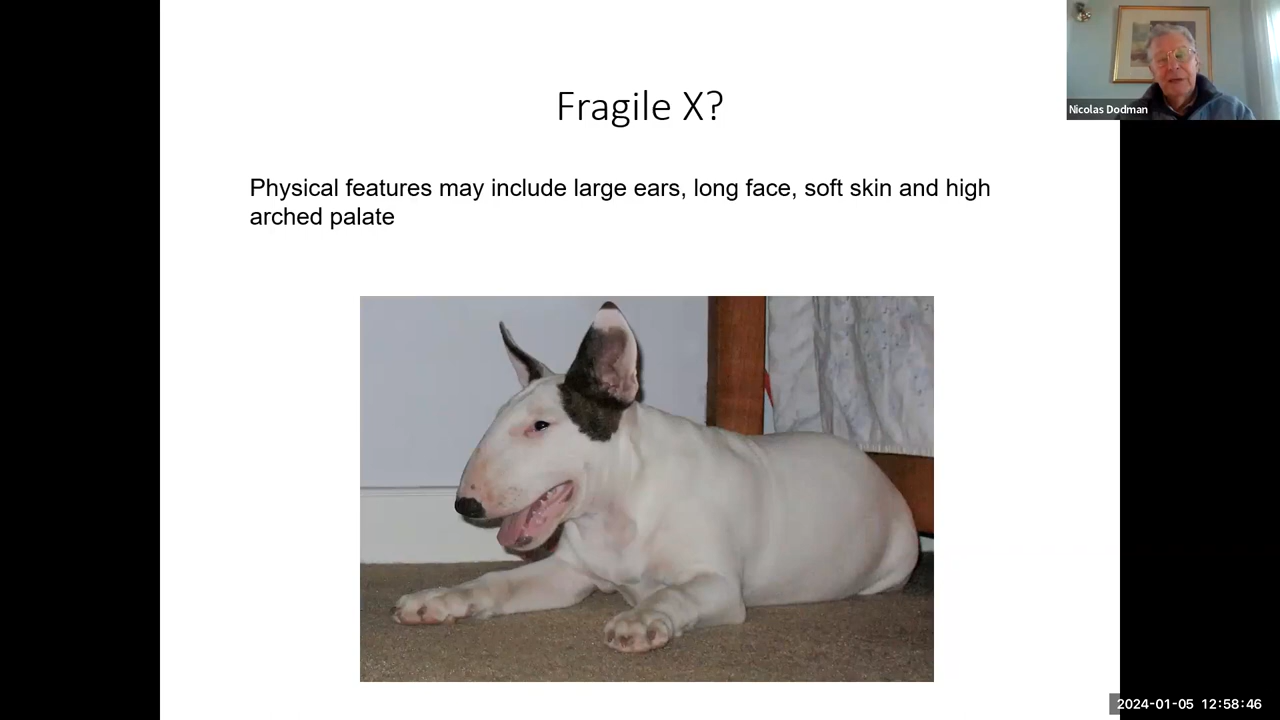 Fragile X?
Physical features may include large ears, long face, soft skin and high
arched palate
Nicolas Dodman
2024-01-05 12:58:46